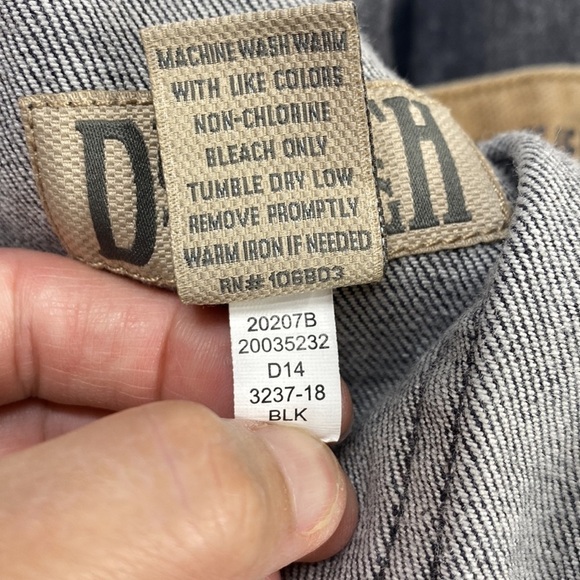 MACHINE WASH WARM
WITH LIKE COLORS
NON-CHLORINE
BLEACH ONLY
TUMBLE DRY LOW
REMOVE PROMPTLY
WARM IRON IF NEEDED
RN# 106803
D
H
20207B
20035232
D14
3237-18
BLK